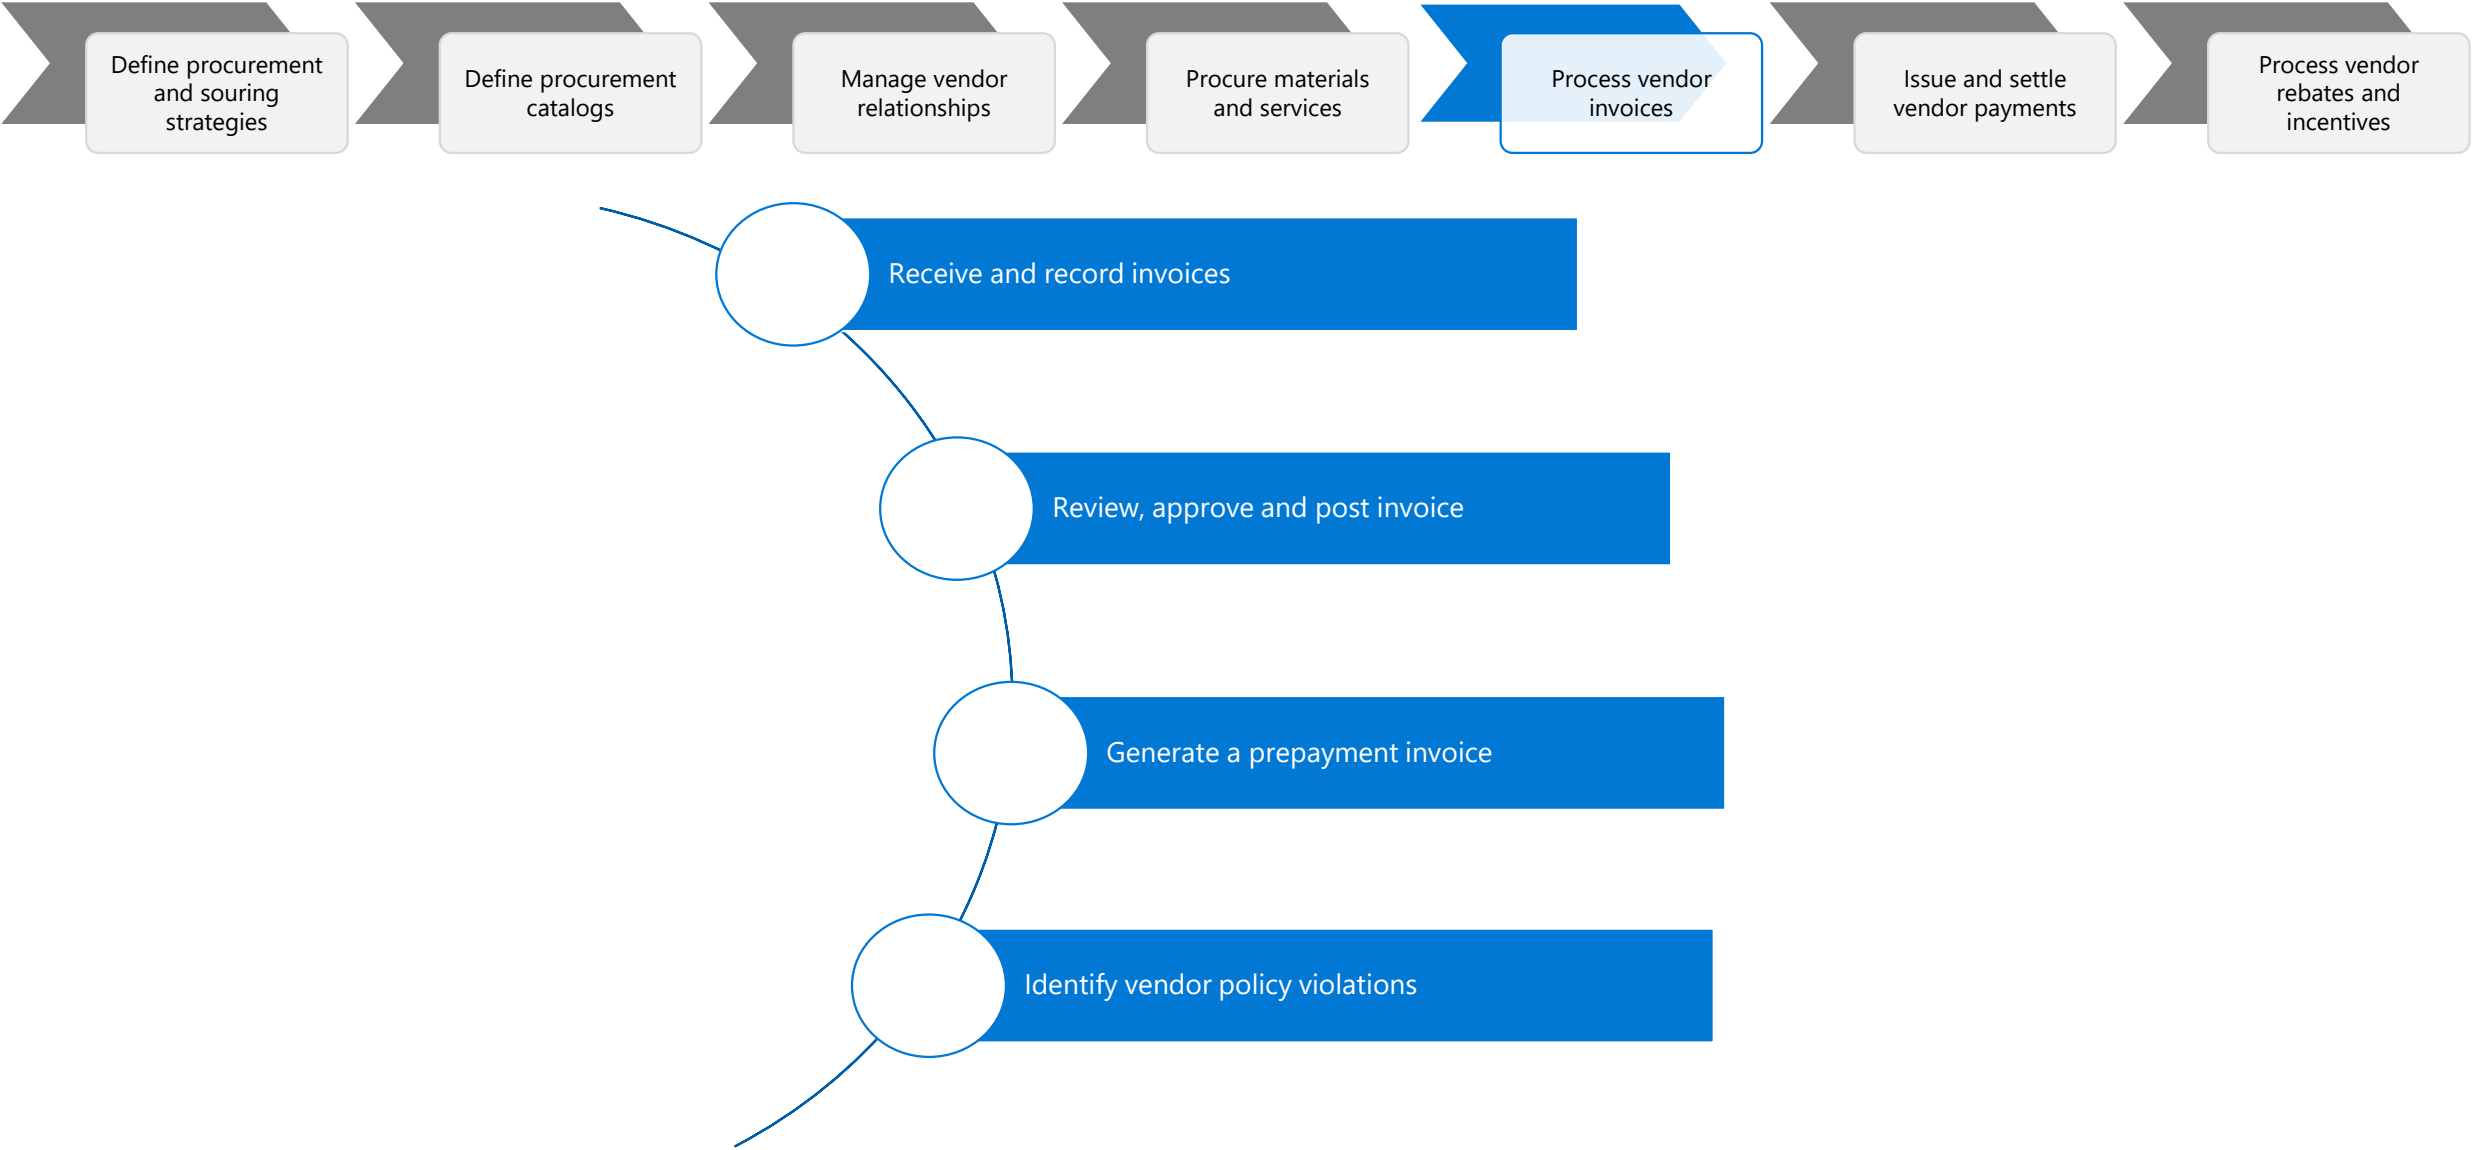 Define procurement
and souring
strategies
Define procurement
catalogs
Manage vendor
relationships
Procure materials
and services
Process vendor
invoices
Issue and settle
vendor payments
Process vendor
rebates and
incentives
Receive and record invoices
Review, approve and post invoice
Generate a prepayment invoice
Identify vendor policy violations